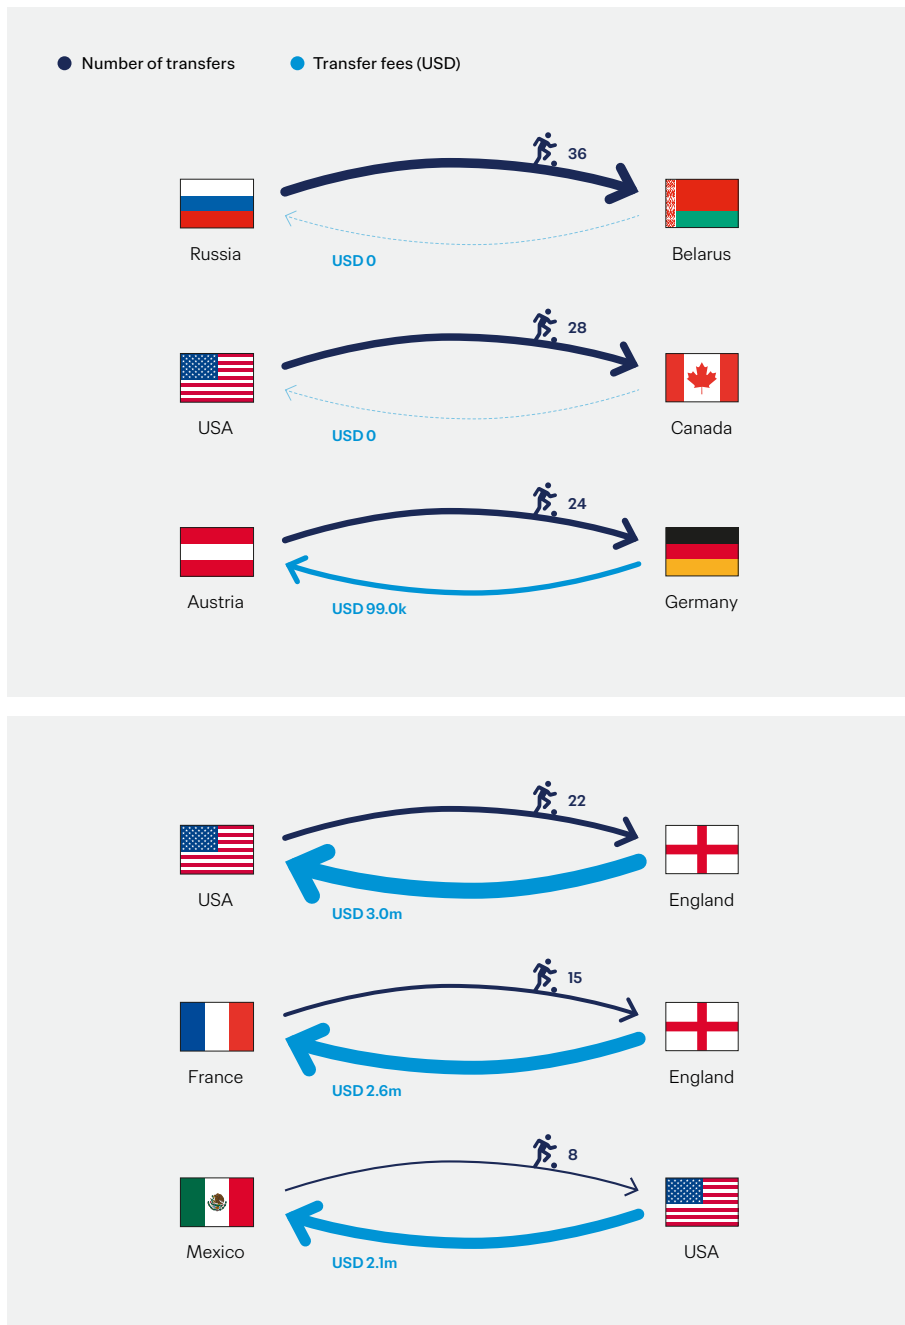 Number of transfers
Transfer fees (USD)
36
Russia
Belarus
USD 0
28
USA
Canada
USD 0
24
Austria
Germany
USD 99.0k
22
USA
England
USD 3.0m
15
France
England
USD 2.6m
8
Mexico
USA
USD 2.1m